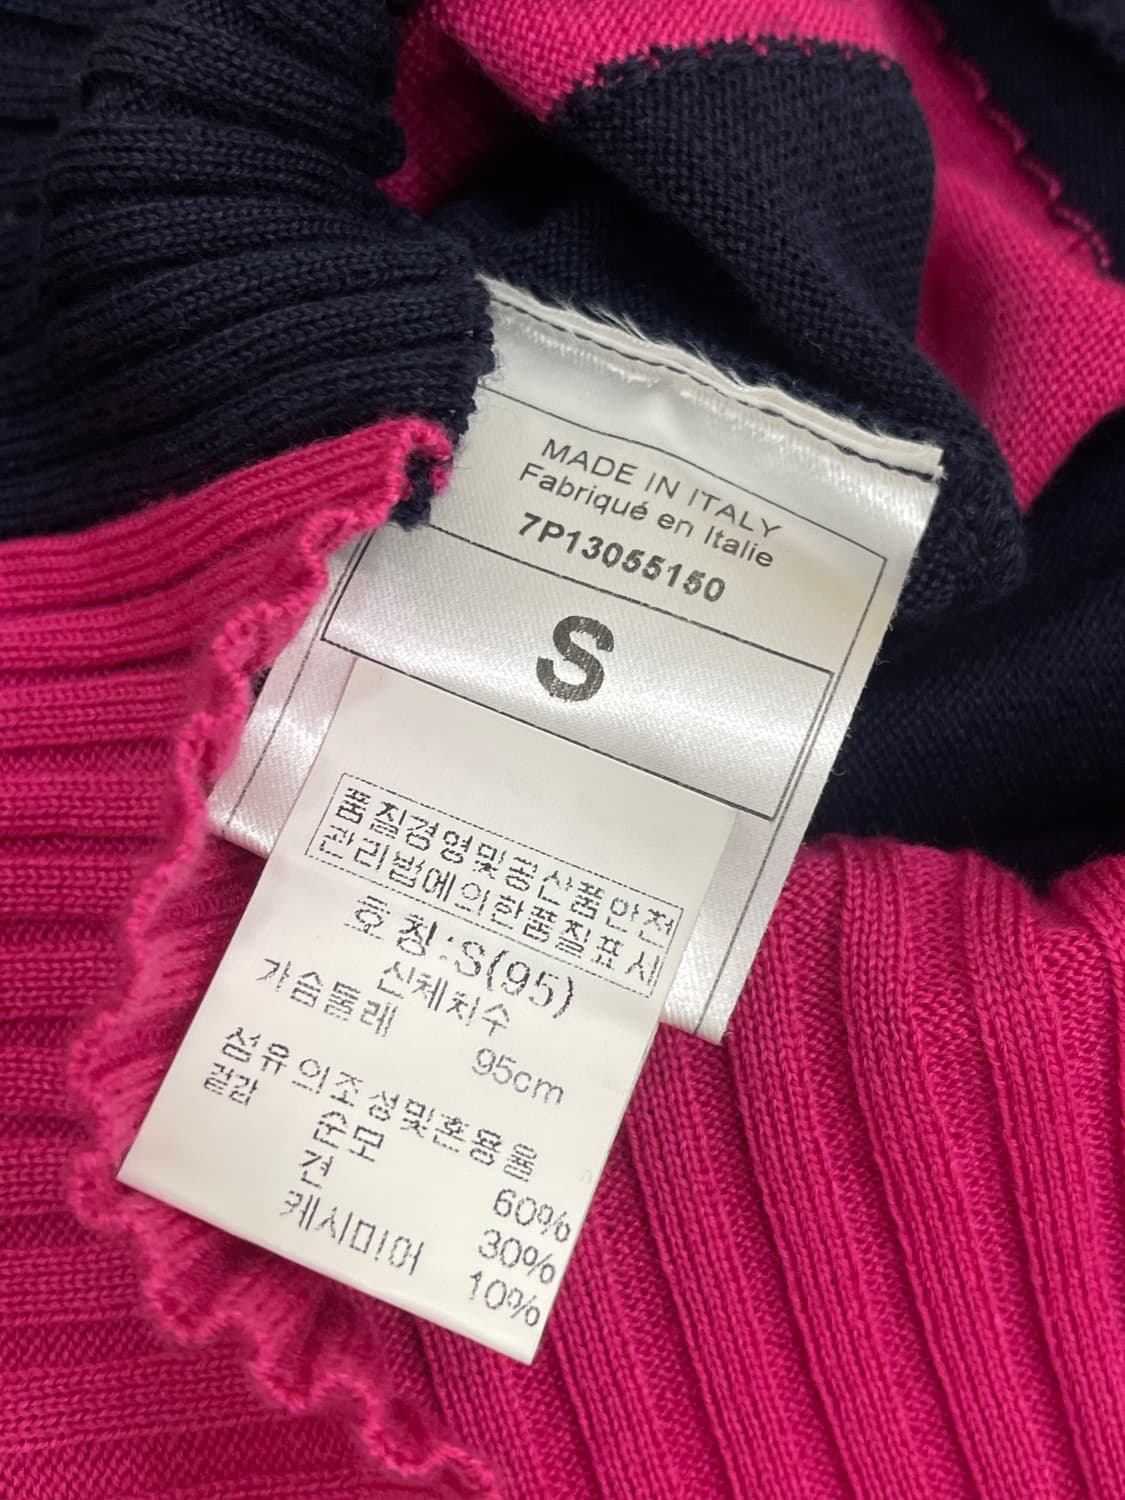 MADE IN ITALY
Fabriqué en Italie
7P13055150
S
품질경영및공산품안전
관리법에의한품질표시
호칭:S(95)
신체치수
가슴둘레 95cm
섬유의조성및혼용율
겉감
순모 60%
견 30%
캐시미어 10%